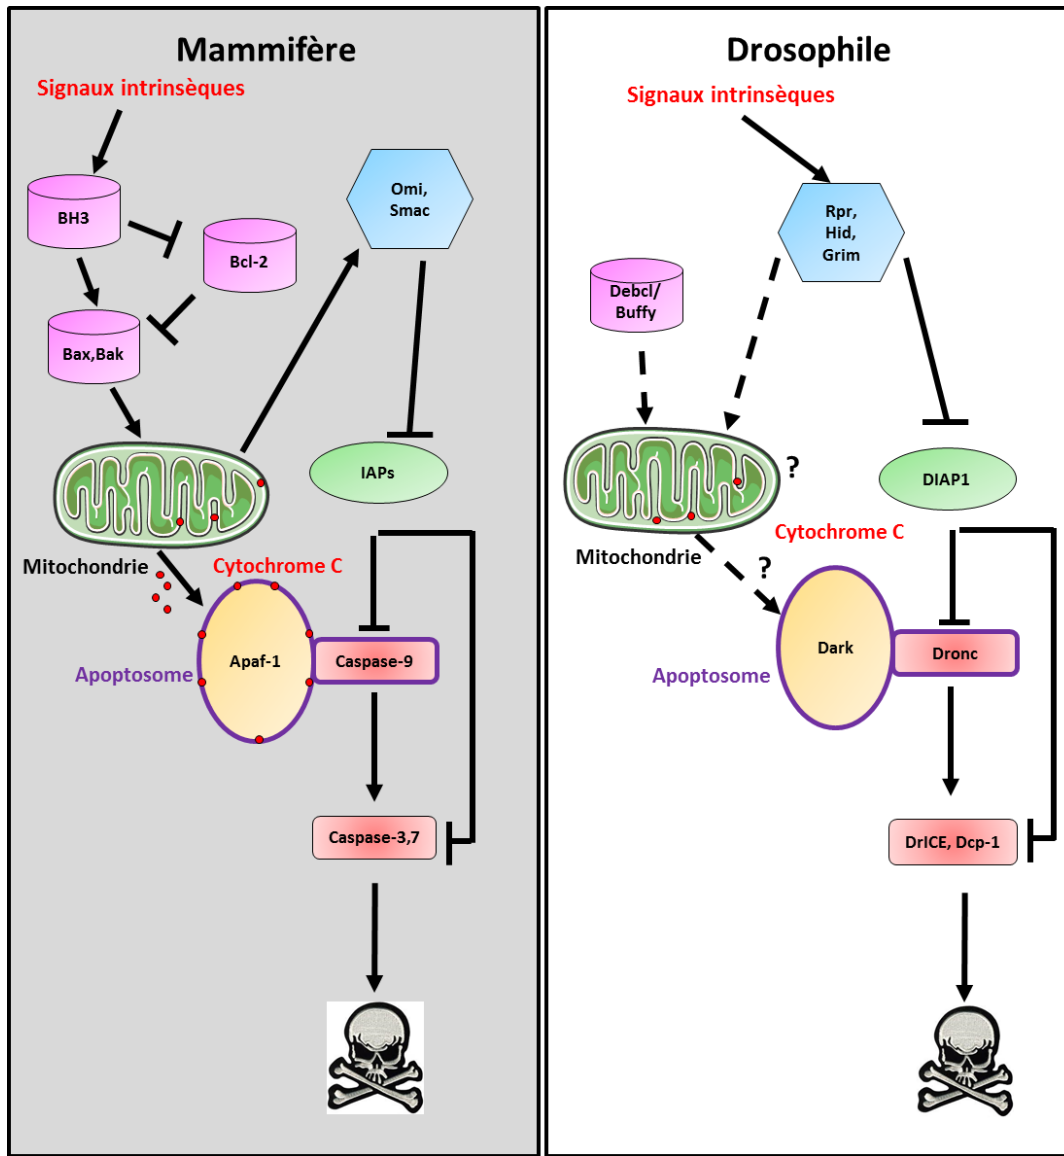 Mammifère
Signaux intrinsèques
BH3
Bcl-2
Bax,Bak
Omi,
Smac
IAPs
Mitochondrie
Cytochrome C
Apoptosome
Apaf-1
Caspase-9
Caspase-3,7
Drosophile
Signaux intrinsèques
Rpr,
Hid,
Grim
Debcl/
Buffy
?
DIAP1
Cytochrome C
Mitochondrie
?
Apoptosome
Dark
Dronc
DrICE, Dcp-1